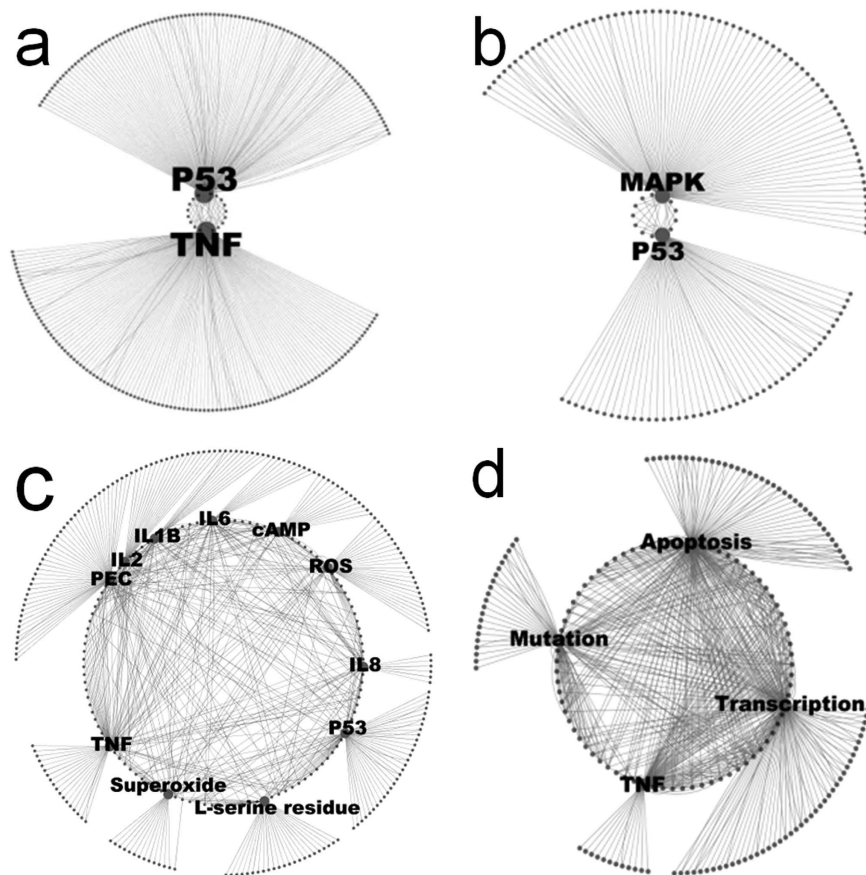 a
P53
TNF
b
MAPK
P53
c
IL6
cAMP
IL1B
IL2
PEC
ROS
IL8
P53
TNF
Superoxide
L-serine residue
d
Apoptosis
Mutation
Transcription
TNF